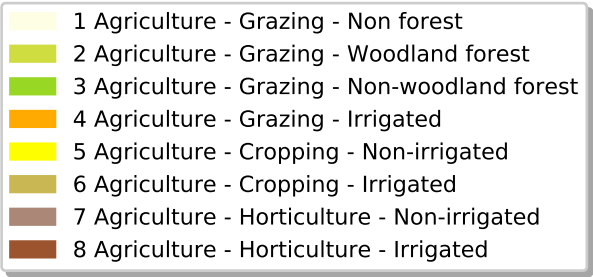 1 Agriculture - Grazing - Non forest
2 Agriculture - Grazing - Woodland forest
3 Agriculture - Grazing - Non-woodland forest
4 Agriculture - Grazing - Irrigated
5 Agriculture - Cropping - Non-irrigated
6 Agriculture - Cropping - Irrigated
7 Agriculture - Horticulture - Non-irrigated
8 Agriculture - Horticulture - Irrigated